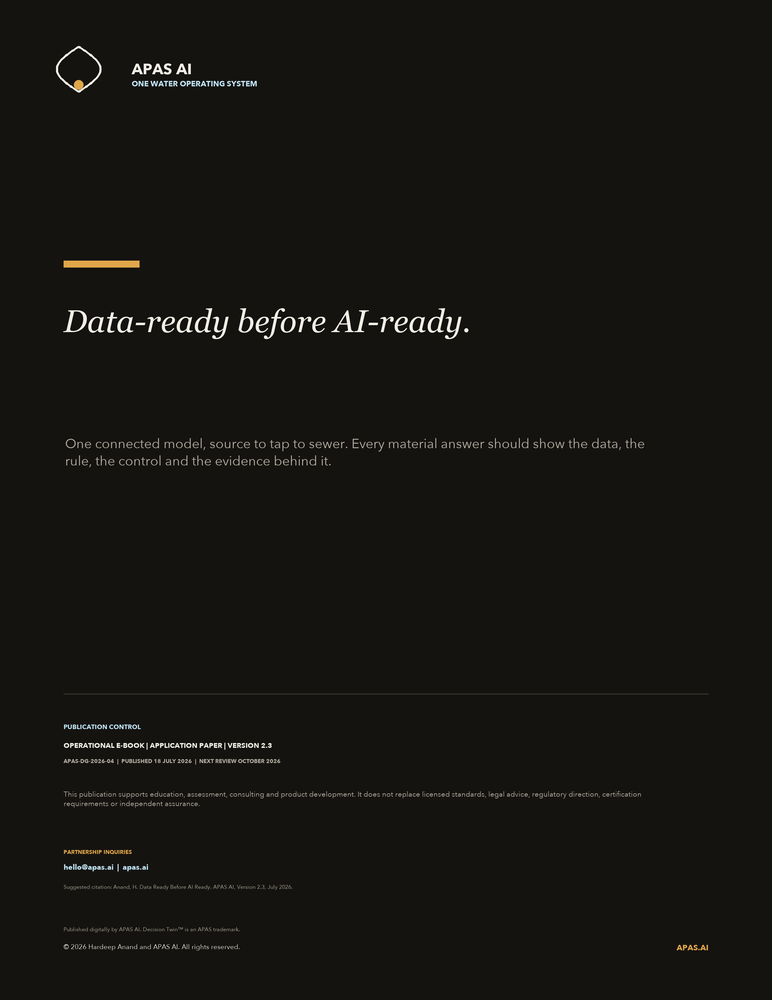 APAS AI
ONE WATER OPERATING SYSTEM
Data-ready before AI-ready.
One connected model, source to tap to sewer. Every material answer should show the data, the
rule, the control and the evidence behind it.
PUBLICATION CONTROL
OPERATIONAL E-BOOK | APPLICATION PAPER | VERSION 2.3
APAS-DG-2026-04 | PUBLISHED 18 JULY 2026 | NEXT REVIEW OCTOBER 2026
This publication supports education, assessment, consulting and product development. It does not replace licensed standards, legal advice, regulatory direction, certification
requirements or independent assurance.
PARTNERSHIP INQUIRIES
hello@apas.ai | apas.ai
Suggested citation: Anand, H. Data Ready Before AI Ready. APAS AI, Version 2.3, July 2026.
Published digitally by APAS AI. Decision Twin™ is an APAS trademark.
© 2026 Hardeep Anand and APAS AI. All rights reserved.
APAS.AI